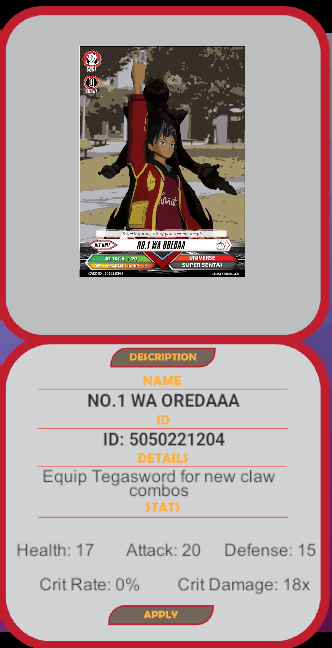 NO.1 WA OREDAA
UNIVERSE
SUPER SENTAI
DESCRIPTION
NAME
NO.1 WA OREDAAA
ID
ID: 5050221204
DETAILS
Equip Tegasword for new claw
combos
STATS
Health: 17 Attack: 20 Defense: 15
Crit Rate: 0% Crit Damage: 18x
APPLY